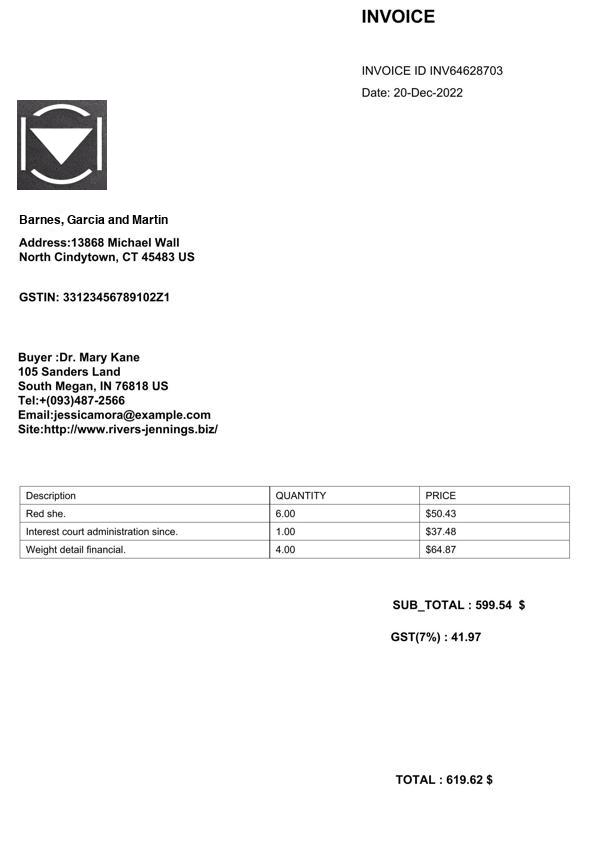 INVOICE
INVOICE ID INV64628703
Date: 20-Dec-2022
Barnes, Garcia and Martin
Address:13868 Michael Wall
North Cindytown, CT 45483 US
GSTIN: 33123456789102Z1
Buyer :Dr. Mary Kane
105 Sanders Land
South Megan, IN 76818 US
Tel:+(093)487-2566
Email:jessicamora@example.com
Site:http://www.rivers-jennings.biz/
Description QUANTITY PRICE
Red she. 6.00 $50.43
Interest court administration since. 1.00 $37.48
Weight detail financial. 4.00 $64.87
SUB_TOTAL : 599.54 $
GST(7%) : 41.97
TOTAL : 619.62 $